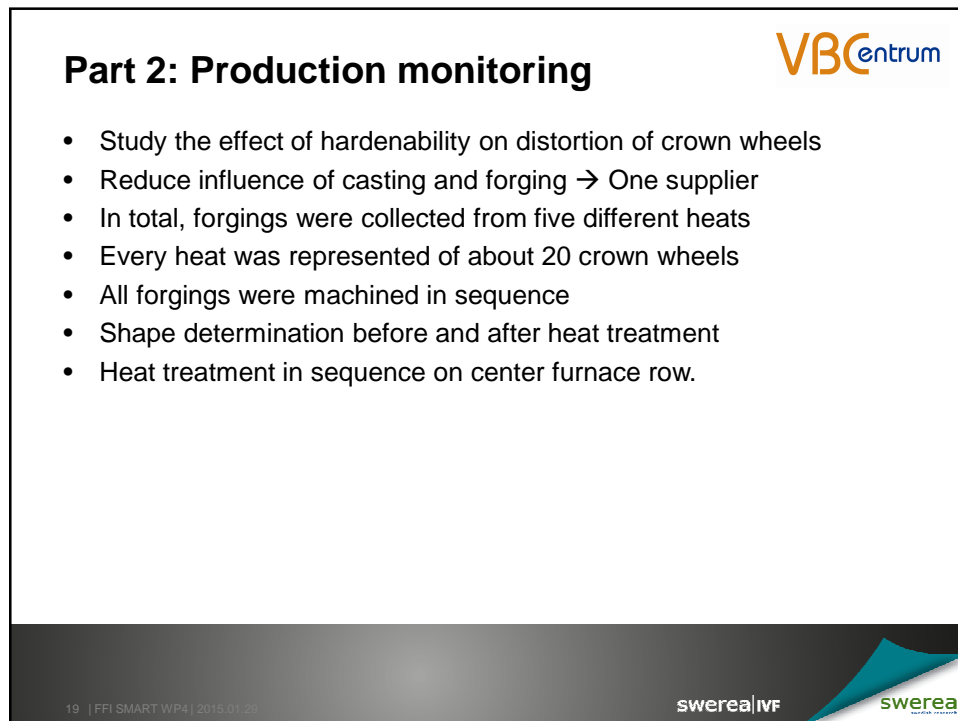 Part 2: Production monitoring
VBCentrum
• Study the effect of hardenability on distortion of crown wheels
• Reduce influence of casting and forging → One supplier
• In total, forgings were collected from five different heats
• Every heat was represented of about 20 crown wheels
• All forgings were machined in sequence
• Shape determination before and after heat treatment
• Heat treatment in sequence on center furnace row.
19 | FFI SMART WP4 | 2015.01.29
swerea|IVF
swerea
swedish research